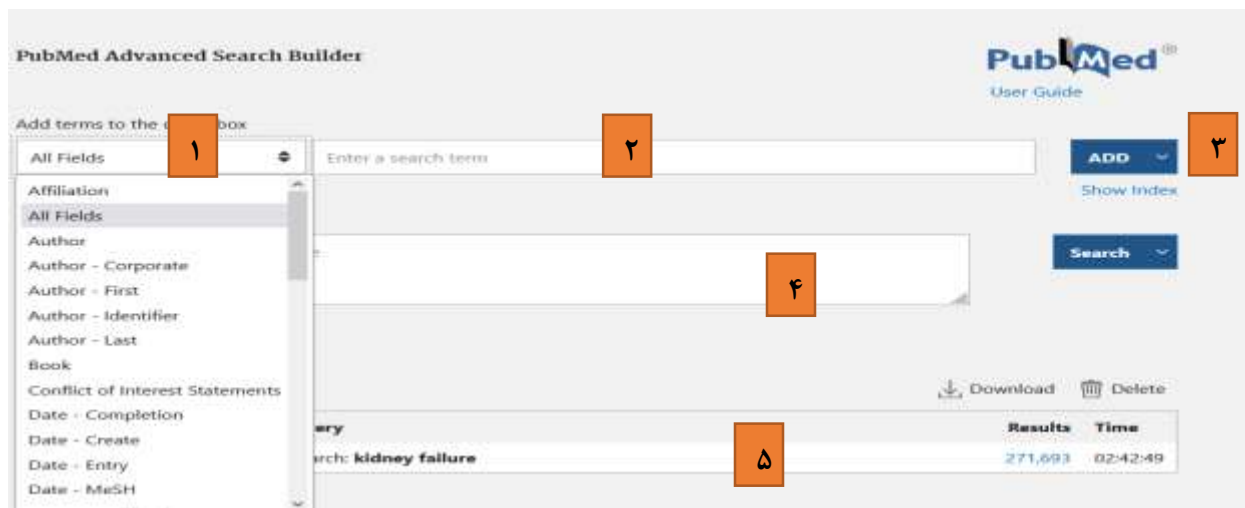 PubMed Advanced Search Builder
PubMed®
User Guide
Add terms to the box
۱
۲
۳
All Fields
Enter a search term
ADD
Show Index
Affiliation
All Fields
Author
Author - Corporate
Author - First
Author - Identifier
Author - Last
Book
Conflict of Interest Statements
Date - Completion
Date - Create
Date - Entry
Date - MeSH
۴
Search
Download
Delete
ery
Results
Time
۵
arch: kidney failure
271,693
02:42:49